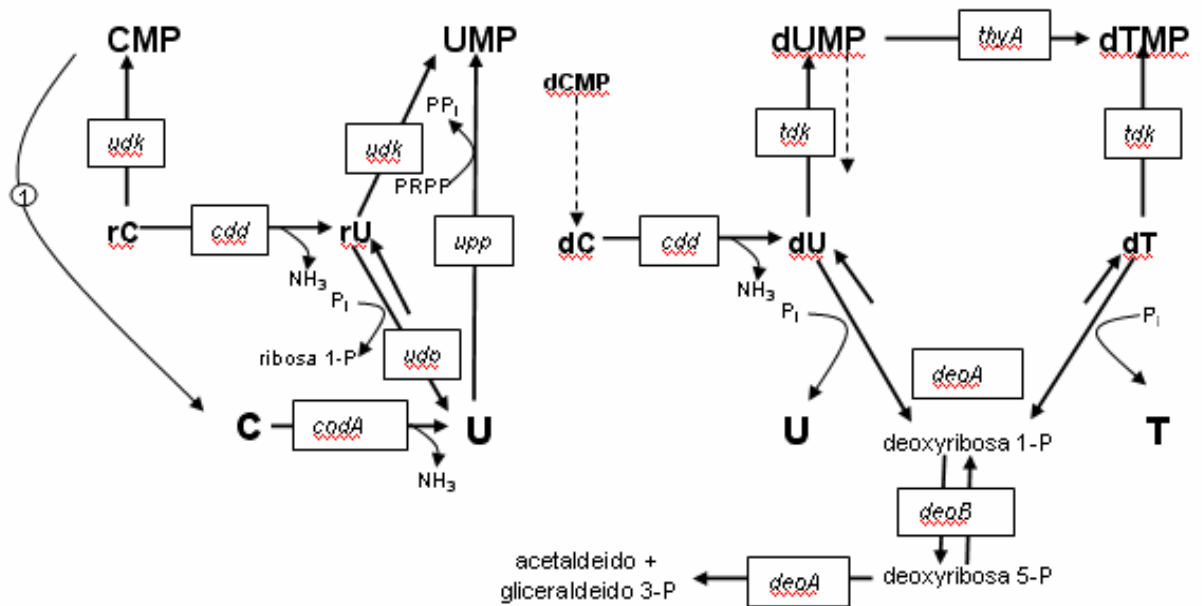 CMP
UMP
dUMP
thyA
dTMP
dCMP
PPI
udk
udk
PRPP
tdk
tdk
1
rC
cdd
rU
upp
dC
cdd
dU
dT
NH3
NH3
PI
PI
Pi
ribosa 1-P
udp
deoA
C
codA
U
U
T
deoxyribosa 1-P
NH3
deoB
acetaldeido +
gliceraldeido 3-P
deoA
deoxyribosa 5-P